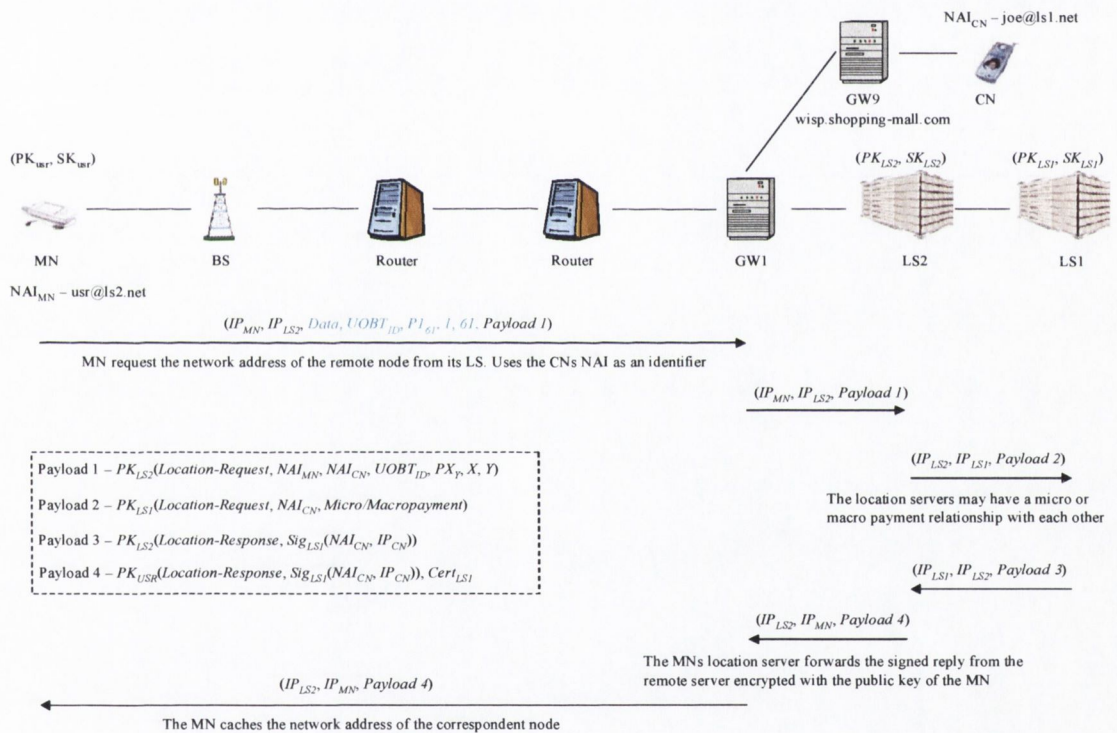 NAI_CN – joe@ls1.net
GW9
CN
wisp.shopping-mall.com
(PK_usr, SK_usr)
(PK_LS2, SK_LS2)
(PK_LS1, SK_LS1)
MN
BS
Router
Router
GW1
LS2
LS1
NAI_MN – usr@ls2.net
(IP_MN, IP_LS2, Data, UOBT_ID, P1_61, 1, 61, Payload 1)
MN request the network address of the remote node from its LS. Uses the CNs NAI as an identifier
(IP_MN, IP_LS2, Payload 1)
Payload 1 – PK_LS2(Location-Request, NAI_MN, NAI_CN, UOBT_ID, PX_Y, X, Y)
Payload 2 – PK_LS1(Location-Request, NAI_CN, Micro/Macropayment)
Payload 3 – PK_LS2(Location-Response, Sig_LS1(NAI_CN, IP_CN))
Payload 4 – PK_USR(Location-Response, Sig_LS1(NAI_CN, IP_CN)), Cert_LS1
(IP_LS2, IP_LS1, Payload 2)
The location servers may have a micro or
macro payment relationship with each other
(IP_LS1, IP_LS2, Payload 3)
(IP_LS2, IP_MN, Payload 4)
The MNs location server forwards the signed reply from the
remote server encrypted with the public key of the MN
(IP_LS2, IP_MN, Payload 4)
The MN caches the network address of the correspondent node